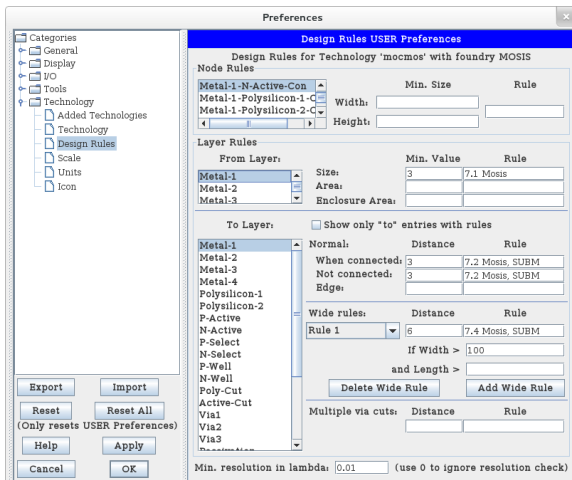 Preferences
Categories
General
Display
I/O
Tools
Technology
Added Technologies
Technology
Design Rules
Scale
Units
Icon
Export Import
Reset Reset All
(Only resets USER Preferences)
Help Apply
Cancel OK
Design Rules USER Preferences
Design Rules for Technology 'mocmos' with foundry MOSIS
Node Rules
Metal-1-N-Active-Con
Metal-1-Polysilicon-1-C
Metal-1-Polysilicon-2-C
Min. Size Rule
Width:
Height:
Layer Rules
From Layer: Min. Value Rule
Metal-1
Metal-2
Metal-3
Size: 3 7.1 Mosis
Area:
Enclosure Area:
To Layer: Show only "to" entries with rules
Metal-1
Metal-2
Metal-3
Metal-4
Polysilicon-1
Polysilicon-2
P-Active
N-Active
P-Select
N-Select
P-Well
N-Well
Poly-Cut
Active-Cut
Via1
Via2
Via3
Normal: Distance Rule
When connected: 3 7.2 Mosis, SUBM
Not connected: 3 7.2 Mosis, SUBM
Edge:
Wide rules: Distance Rule
Rule 1 6 7.4 Mosis, SUBM
If Width > 100
and Length >
Delete Wide Rule Add Wide Rule
Multiple via cuts: Distance Rule
Min. resolution in lambda: 0.01 (use 0 to ignore resolution check)